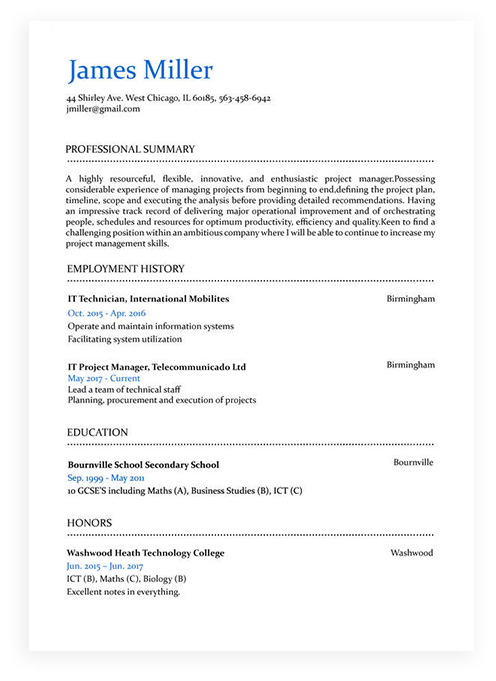 James Miller
44 Shirley Ave. West Chicago, IL 60185, 563-458-6942
jmiller@gmail.com
PROFESSIONAL SUMMARY
A highly resourceful, flexible, innovative, and enthusiastic project manager.Possessing
considerable experience of managing projects from beginning to end,defining the project plan,
timeline, scope and executing the analysis before providing detailed recommendations. Having
an impressive track record of delivering major operational improvement and of orchestrating
people, schedules and resources for optimum productivity, efficiency and quality.Keen to find a
challenging position within an ambitious company where I will be able to continue to increase my
project management skills.
EMPLOYMENT HISTORY
IT Technician, International Mobilites Birmingham
Oct. 2015 - Apr. 2016
Operate and maintain information systems
Facilitating system utilization
IT Project Manager, Telecommunicado Ltd Birmingham
May 2017 - Current
Lead a team of technical staff
Planning, procurement and execution of projects
EDUCATION
Bournville School Secondary School Bournville
Sep. 1999 - May 2011
10 GCSE'S including Maths (A), Business Studies (B), ICT (C)
HONORS
Washwood Heath Technology College Washwood
Jun. 2015 – Jun. 2017
ICT (B), Maths (C), Biology (B)
Excellent notes in everything.